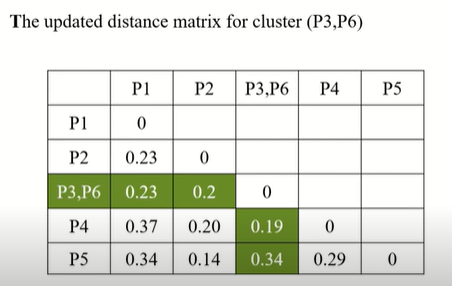 The updated distance matrix for cluster (P3,P6)
P1 P2 P3,P6 P4 P5
P1 0
P2 0.23 0
P3,P6 0.23 0.2 0
P4 0.37 0.20 0.19 0
P5 0.34 0.14 0.34 0.29 0